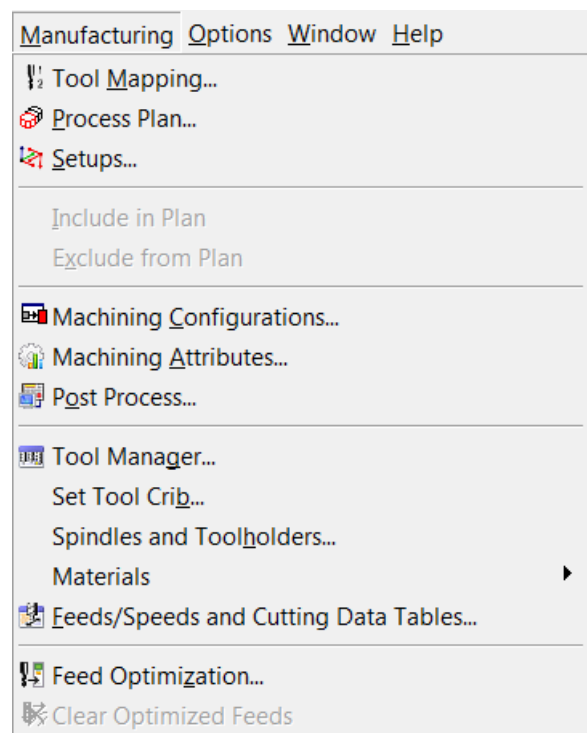 Manufacturing Options Window Help
Tool Mapping...
Process Plan...
Setups...
Include in Plan
Exclude from Plan
Machining Configurations...
Machining Attributes...
Post Process...
Tool Manager...
Set Tool Crib...
Spindles and Toolholders...
Materials
Feeds/Speeds and Cutting Data Tables...
Feed Optimization...
Clear Optimized Feeds